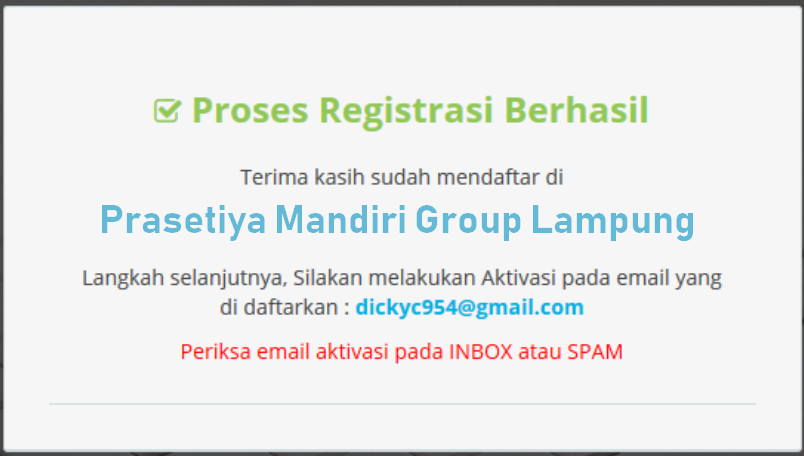 Proses Registrasi Berhasil
Terima kasih sudah mendaftar di
Prasetiya Mandiri Group Lampung
Langkah selanjutnya, Silakan melakukan Aktivasi pada email yang
di daftarkan : dickyc954@gmail.com
Periksa email aktivasi pada INBOX atau SPAM